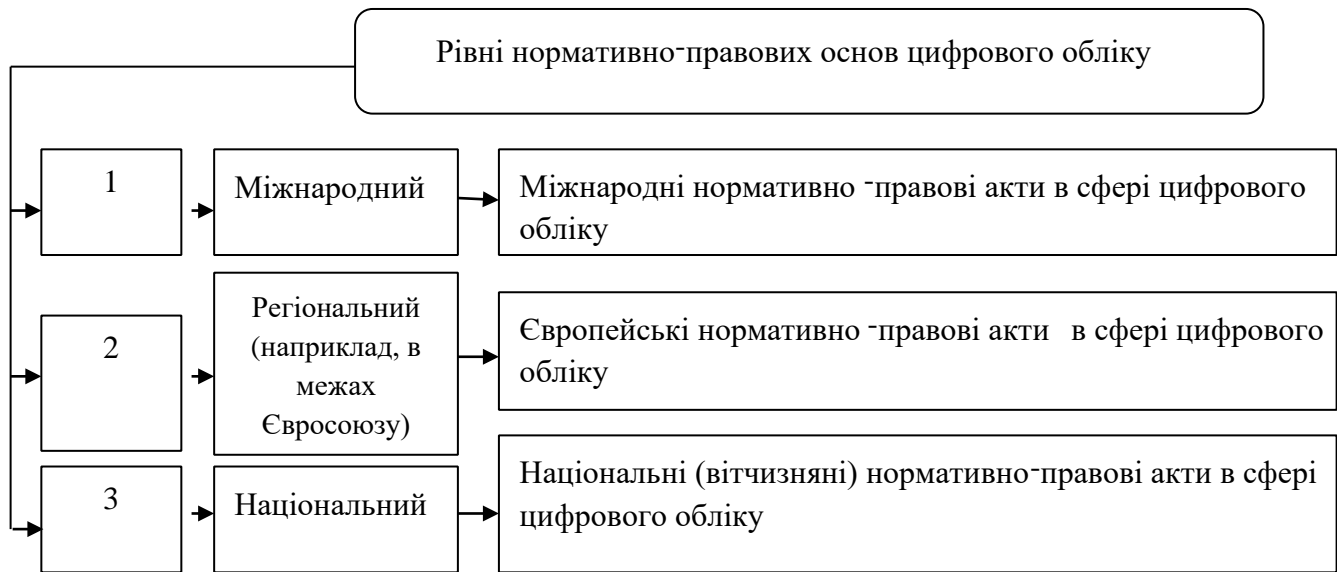 Рівні нормативно-правових основ цифрового обліку
1
Міжнародний
Міжнародні нормативно -правові акти в сфері цифрового
обліку
2
Регіональний
(наприклад, в
межах
Євросоюзу)
Європейські нормативно -правові акти в сфері цифрового
обліку
3
Національний
Національні (вітчизняні) нормативно-правові акти в сфері
цифрового обліку